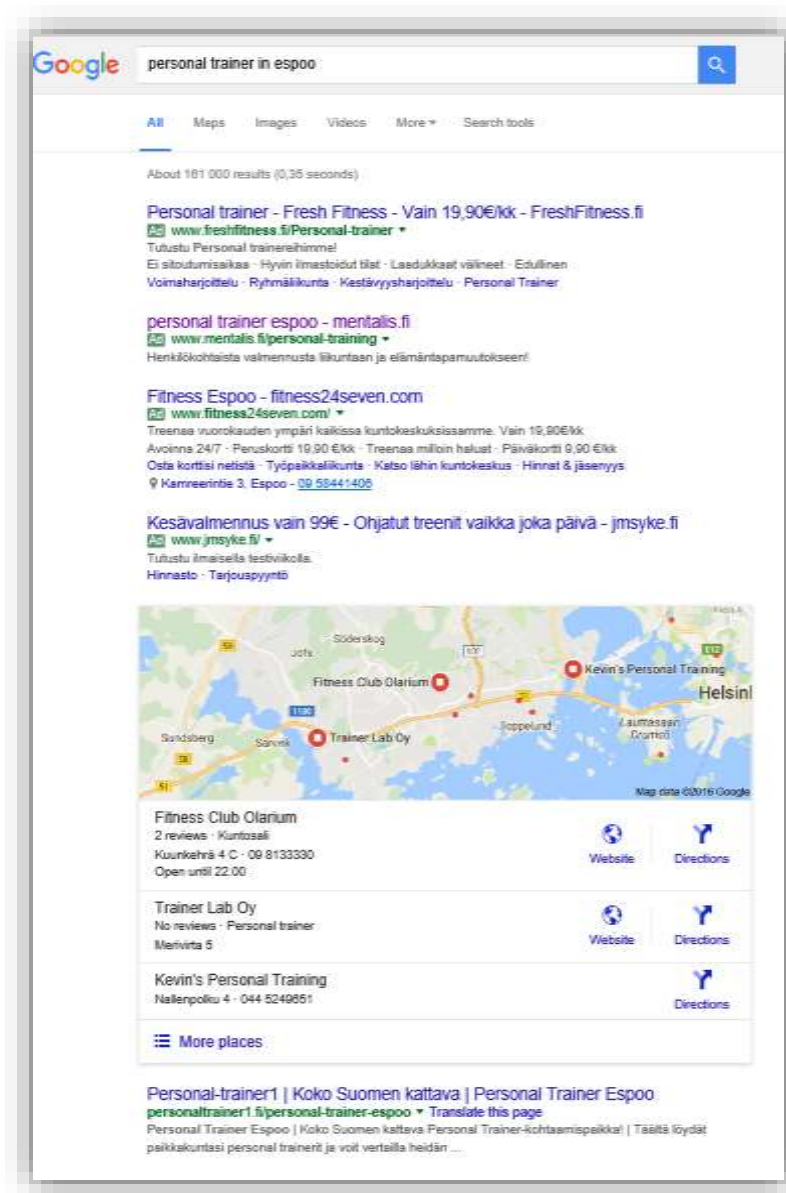 Google
personal trainer in espoo
All Maps Images Videos More Search tools
About 161 000 results (0,35 seconds)
Personal trainer - Fresh Fitness - Vain 19,90€/kk - FreshFitness.fi
Ad www.freshfitness.fi/Personal-trainer
Tutustu Personal trainereihimme!
Ei sitoutumisaikaa · Hyvin ilmastoidut tilat · Laadukkaat välineet · Edullinen
Voimaharjoittelu · Ryhmäliikunta · Kestävyysharjoittelu · Personal Trainer
personal trainer espoo - mentalis.fi
Ad www.mentalis.fi/personal-training
Henkilökohtaista valmennusta liikuntaan ja elämäntapamuutokseen!
Fitness Espoo - fitness24seven.com
Ad www.fitness24seven.com/
Treenaa vuorokauden ympäri kaikissa kuntokeskuksissamme. Vain 19,90€/kk
Avoinna 24/7 · Peruskortti 19,90 €/kk · Treenaa milloin haluat · Päiväkortti 9,90 €/kk
Osta korttisi netistä · Työpaikkaliikunta · Katso lähin kuntokeskus · Hinnat & jäsenyys
Kamreerintie 3, Espoo - 09 58441406
Kesävalmennus vain 99€ - Ohjatut treenit vaikka joka päivä - jmsyke.fi
Ad www.jmsyke.fi/
Tutustu ilmaisella testiviikolla.
Hinnasto · Tarjouspyyntö
Söderskog
Fitness Club Olarium
Kevin's Personal Training
Helsinl
Sundsberg
Trainer Lab Oy
51
Map data ©2016 Google
Fitness Club Olarium
2 reviews · Kuntosali
Kuunkehrä 4 C · 09 8133330
Open until 22.00
Website Directions
Trainer Lab Oy
No reviews · Personal trainer
Merivirta 5
Website Directions
Kevin's Personal Training
Nallenpolku 4 · 044 5249651
Directions
More places
Personal-trainer1 | Koko Suomen kattava | Personal Trainer Espoo
personaltrainer1.fi/personal-trainer-espoo Translate this page
Personal Trainer Espoo | Koko Suomen kattava Personal Trainer-kohtaamispaikka! | Täältä löydät
paikkakuntasi personal trainerit ja voit vertailla heidän ...